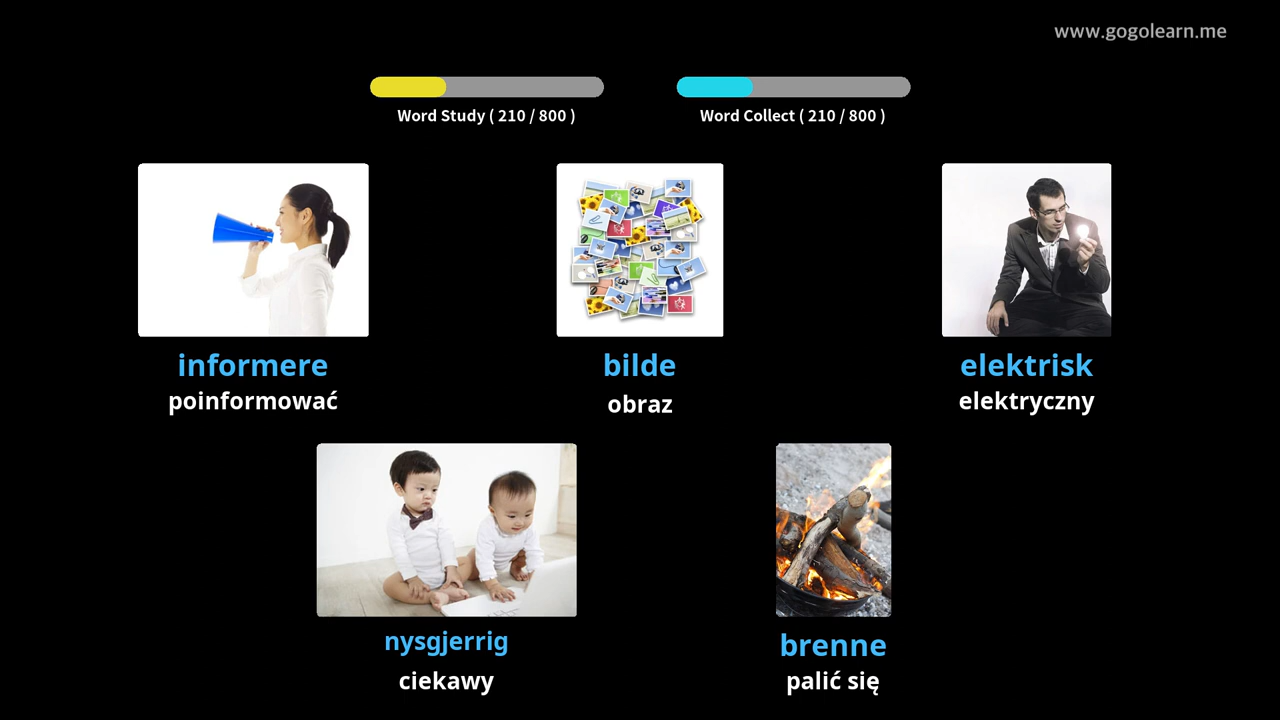 www.gogolearn.me
Word Study ( 210 / 800 )
Word Collect ( 210 / 800 )
informere
poinformować
bilde
obraz
elektrisk
elektryczny
nysgjerrig
ciekawy
brenne
palić się